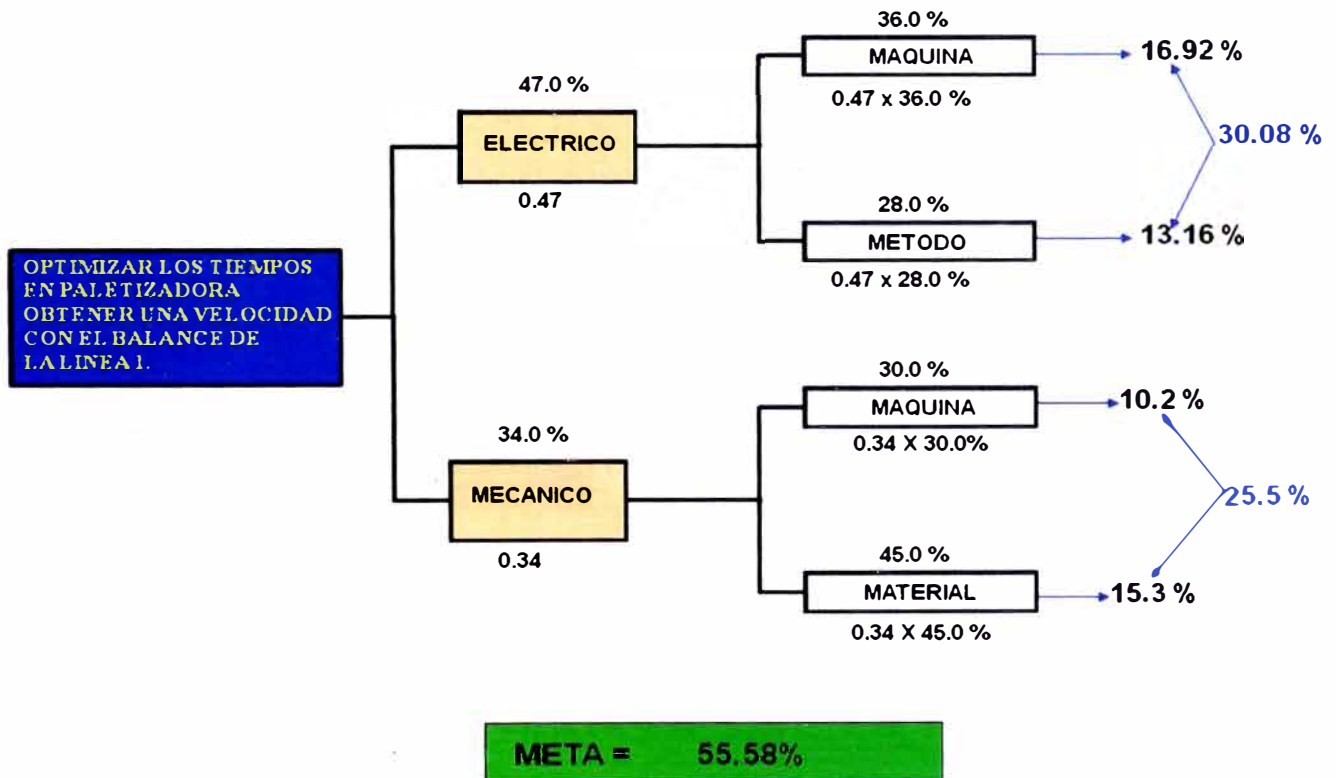 36.0 %
MAQUINA
16.92 %
0.47 x 36.0 %
47.0 %
ELECTRICO
0.47
30.08 %
28.0 %
METODO
13.16 %
0.47 x 28.0 %
OPTIMIZAR LOS TIEMPOS
EN PALETIZADORA
OBTENER UNA VELOCIDAD
CON EL BALANCE DE
LA LINEA 1.
30.0 %
MAQUINA
10.2 %
0.34 X 30.0%
34.0 %
MECANICO
0.34
25.5 %
45.0 %
MATERIAL
15.3 %
0.34 X 45.0 %
META = 55.58%